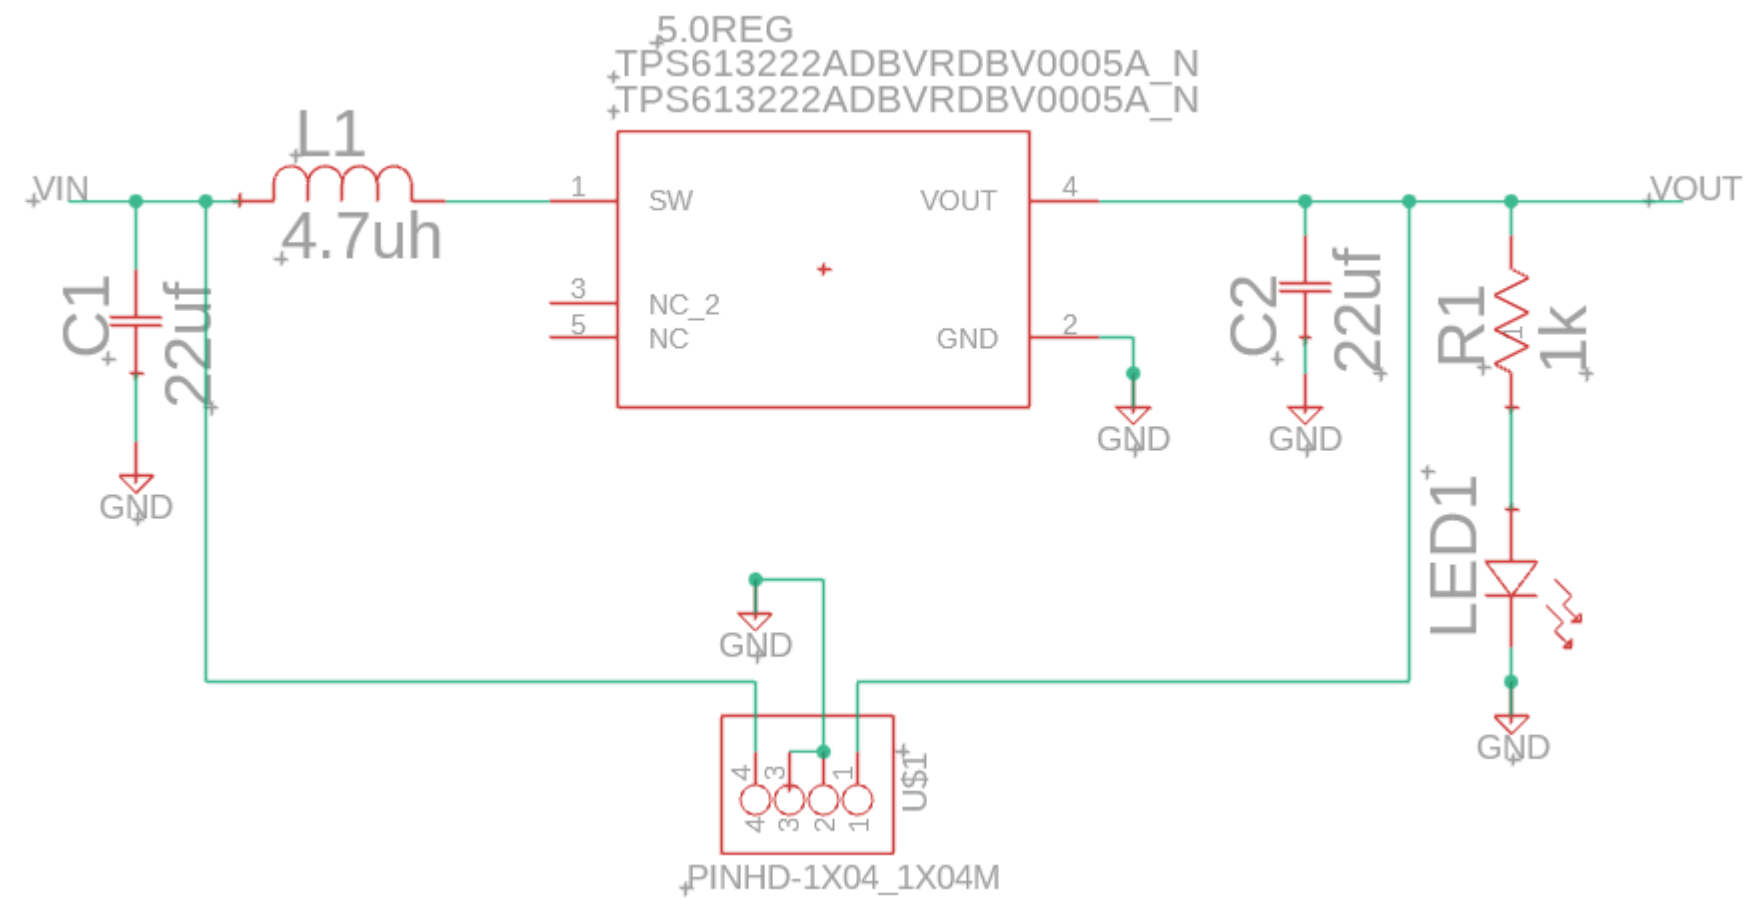 5.0REG
TPS613222ADBVRDBV0005A_N
TPS613222ADBVRDBV0005A_N
L1
VIN
4.7uh
1
SW
VOUT
4
VOUT
3
NC_2
5
NC
GND
2
C1
22uf
C2
22uf
R1
1
1k
GND
GND
GND
LED1
GND
GND
4
3
1
4
3
2
1
U$1
PINHD-1X04_1X04M